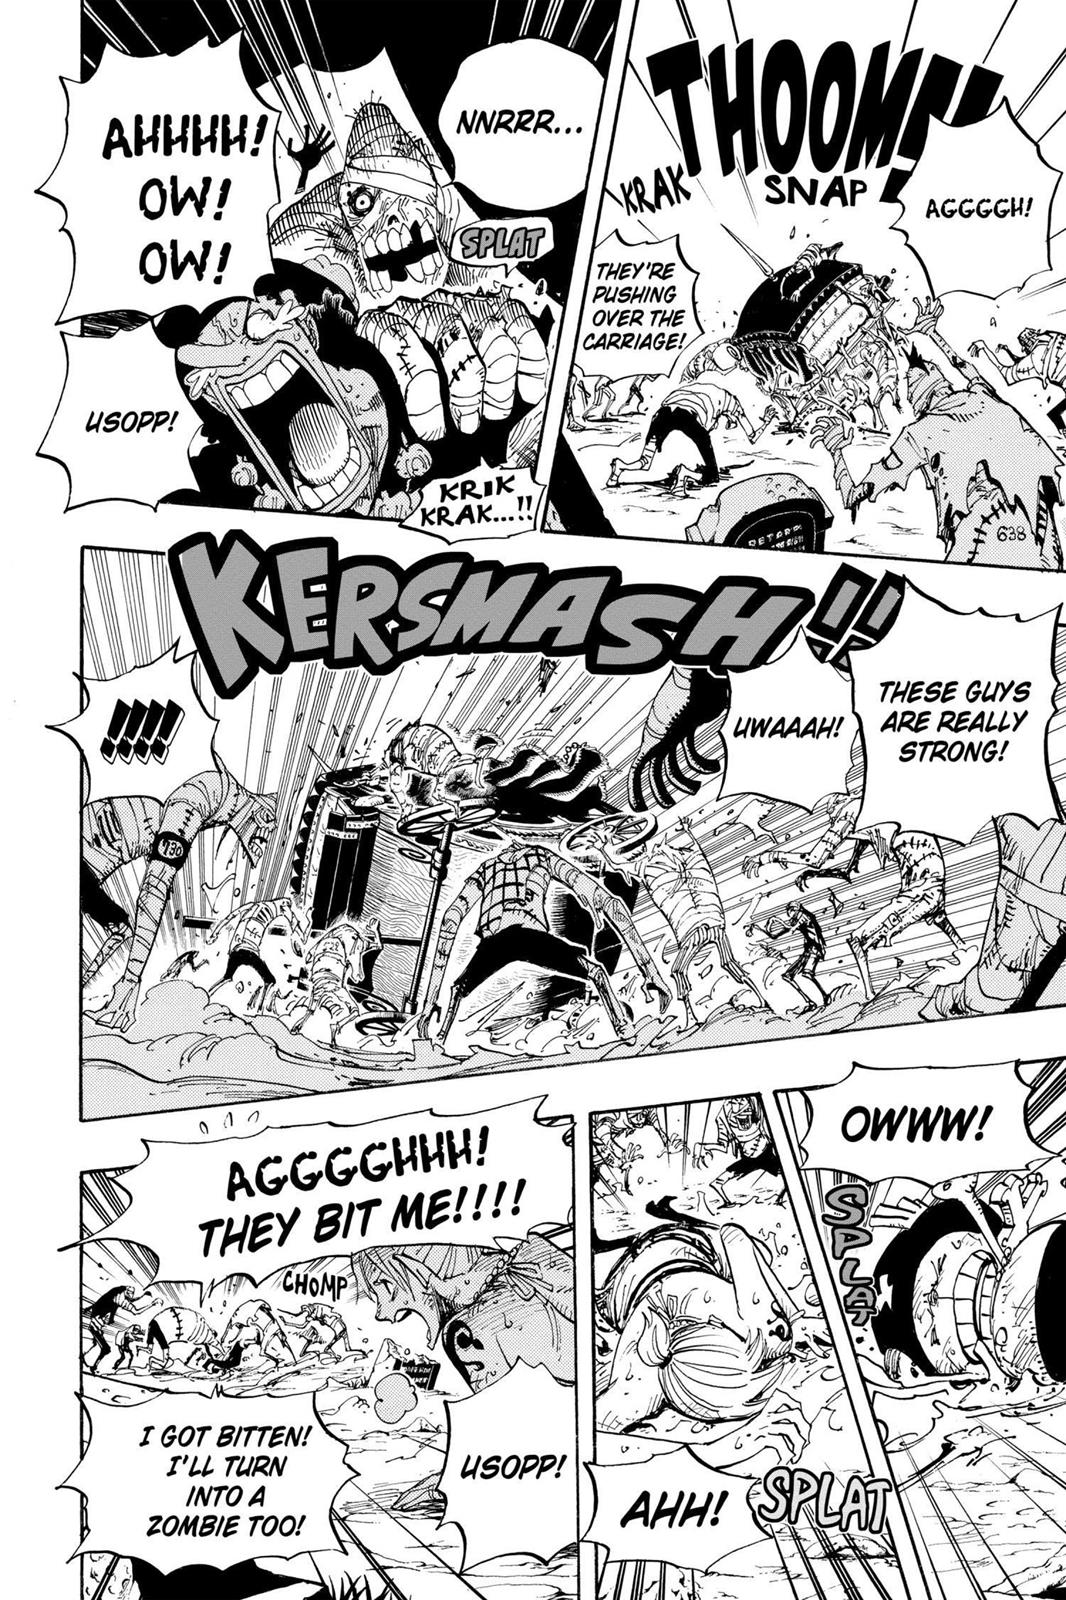 THOOM!!
KRAK
SNAP
AGGGGH!
THEY'RE
PUSHING
OVER THE
CARRIAGE!
638
NNRRR...
AHHHH!
OW!
OW!
SPLAT
USOPP!
KRIK
KRAK...!!
KERSMASH!!
THESE GUYS
ARE REALLY
STRONG!
UWAAAH!
!!!!
730
OWWW!
SPLAT
AHH!
SPLAT
AGGGGHHH!
THEY BIT ME!!!!
CHOMP
USOPP!
I GOT BITTEN!
I'LL TURN
INTO A
ZOMBIE TOO!